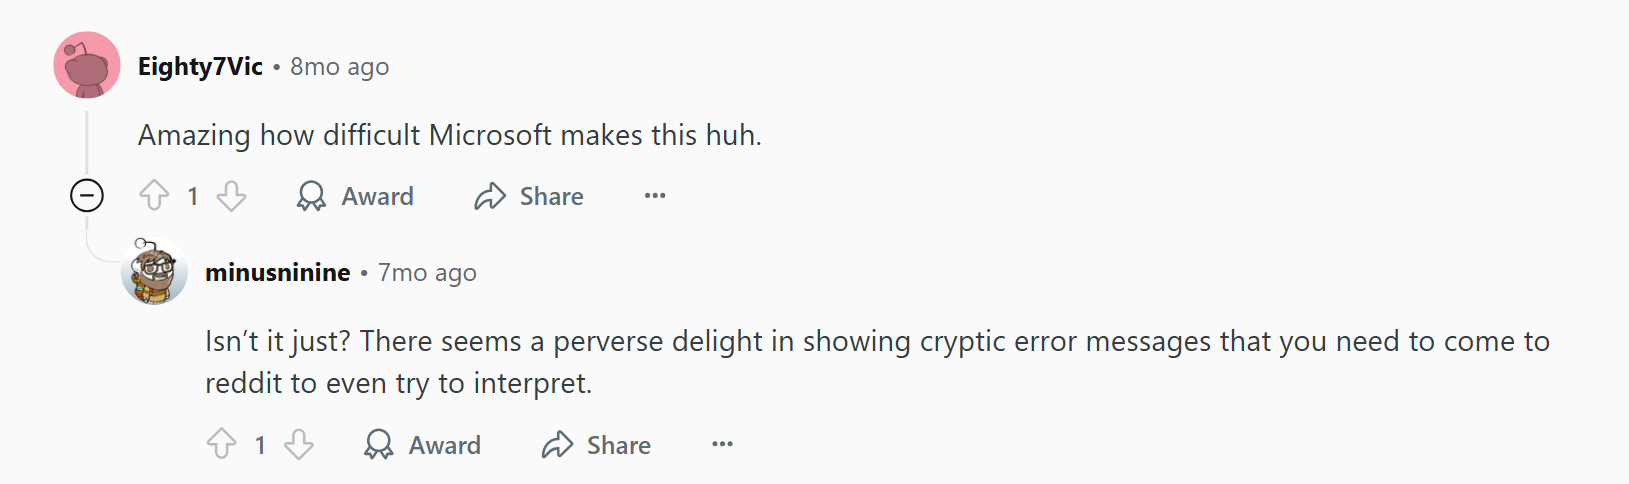 Eighty7Vic • 8mo ago
Amazing how difficult Microsoft makes this huh.
1 Award Share ...
minusninine • 7mo ago
Isn’t it just? There seems a perverse delight in showing cryptic error messages that you need to come to
reddit to even try to interpret.
1 Award Share ...